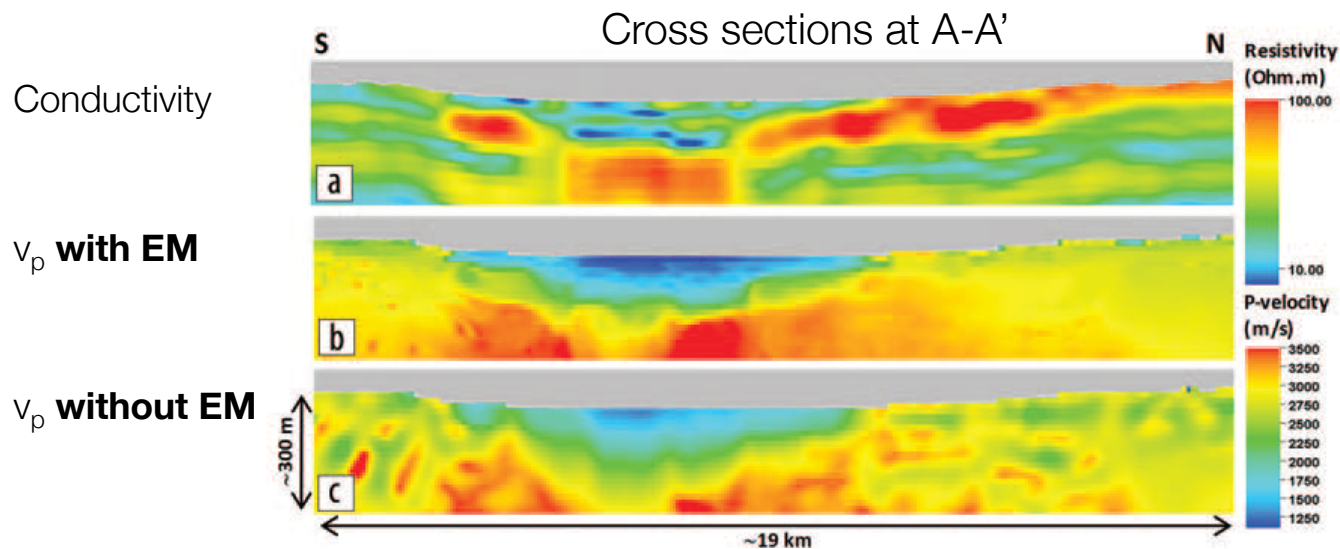 Cross sections at A-A’
S
N
Resistivity
(Ohm.m)
100.00
10.00
Conductivity
a
vp with EM
b
P-velocity
(m/s)
3500
3250
3000
2750
2500
2250
2000
1750
1500
1250
vp without EM
~300 m
c
~19 km